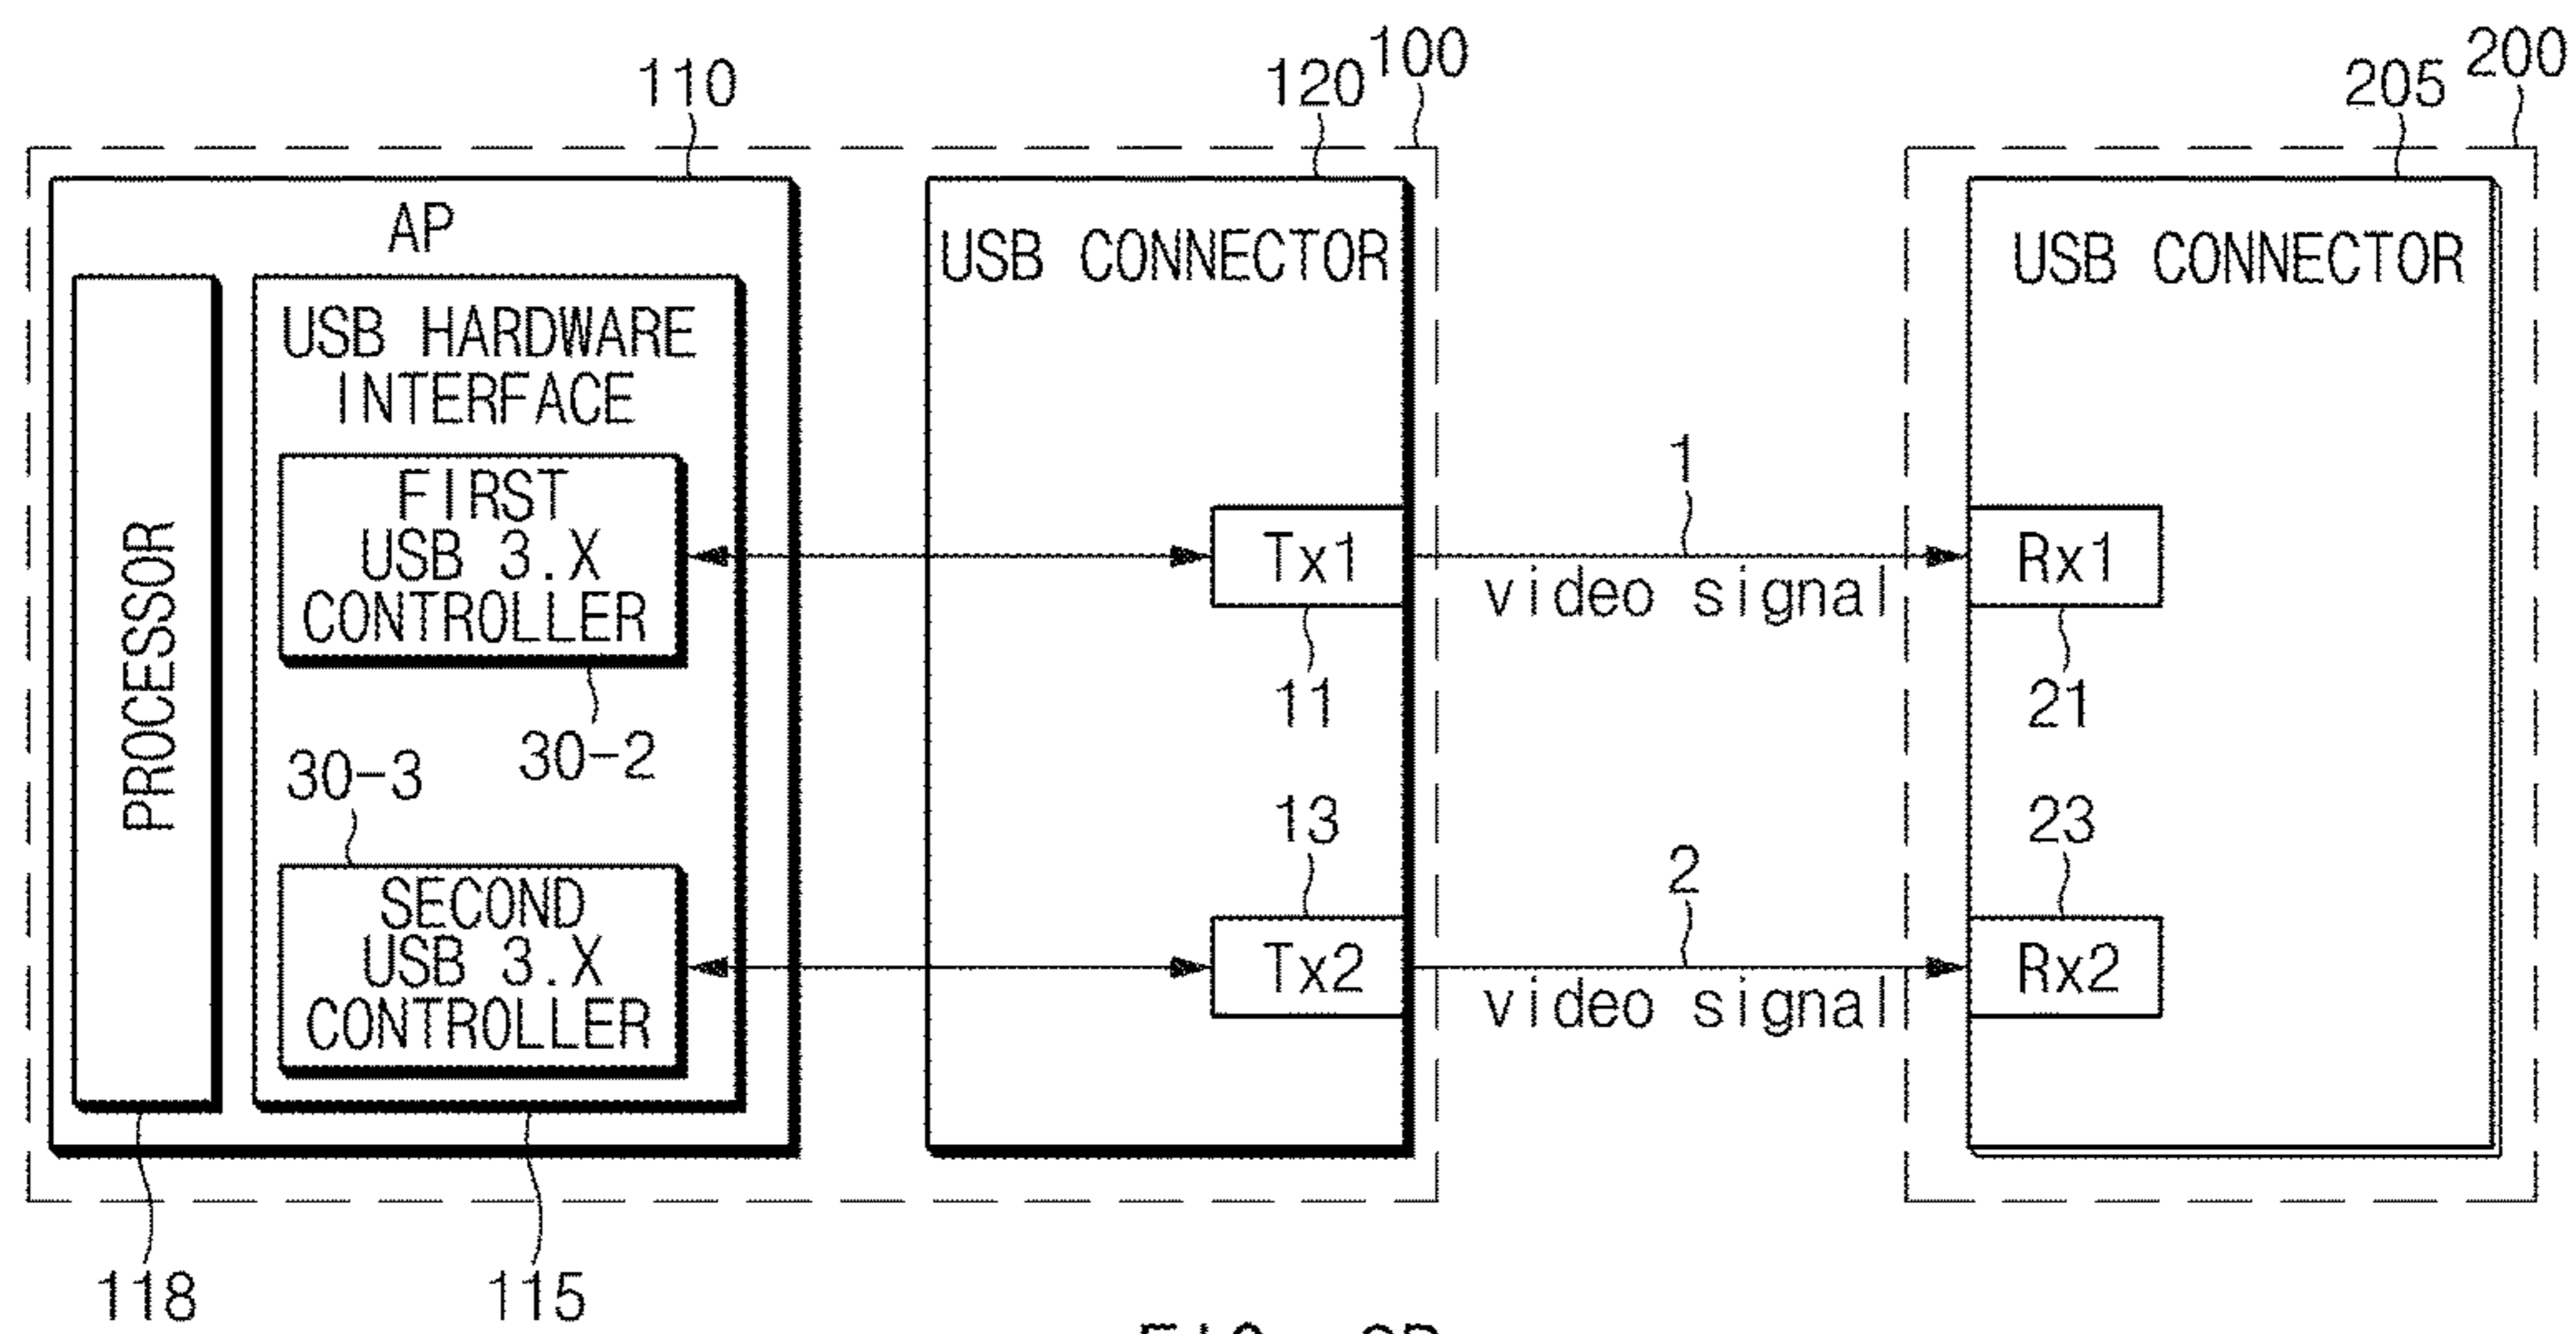 110
120
100
205
200
AP
USB CONNECTOR
USB CONNECTOR
USB HARDWARE
INTERFACE
PROCESSOR
FIRST
USB 3.X
CONTROLLER
30-2
30-3
SECOND
USB 3.X
CONTROLLER
Tx1
11
1
video signal
Rx1
21
13
Tx2
2
video signal
23
Rx2
118
115